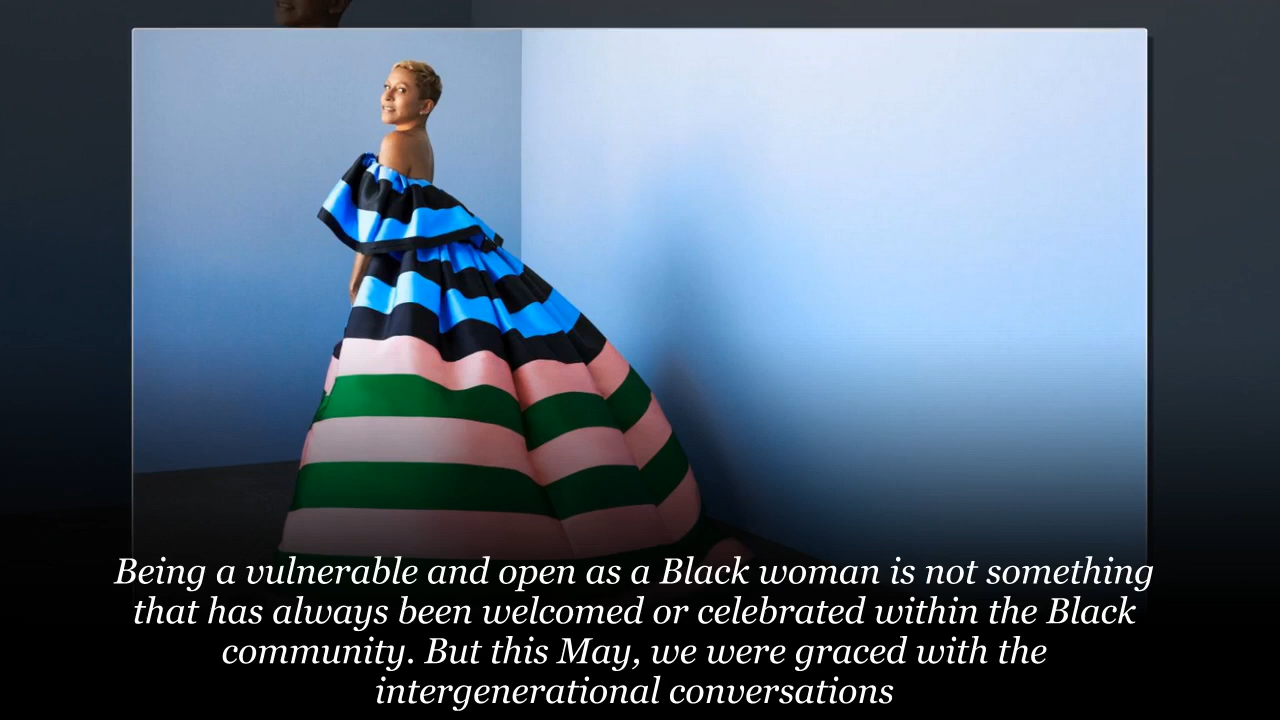 Being a vulnerable and open as a Black woman is not something
that has always been welcomed or celebrated within the Black
community. But this May, we were graced with the
intergenerational conversations